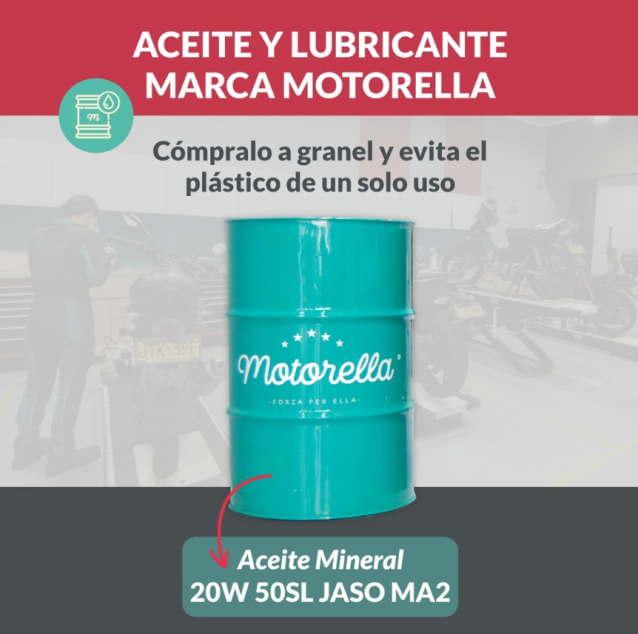 ACEITE Y LUBRICANTE
MARCA MOTORELLA
m
Cómpralo a granel y evita el
plástico de un solo uso
Motorella
·FORZA PER ELLA·
Aceite Mineral
20W 50SL JASO MA2